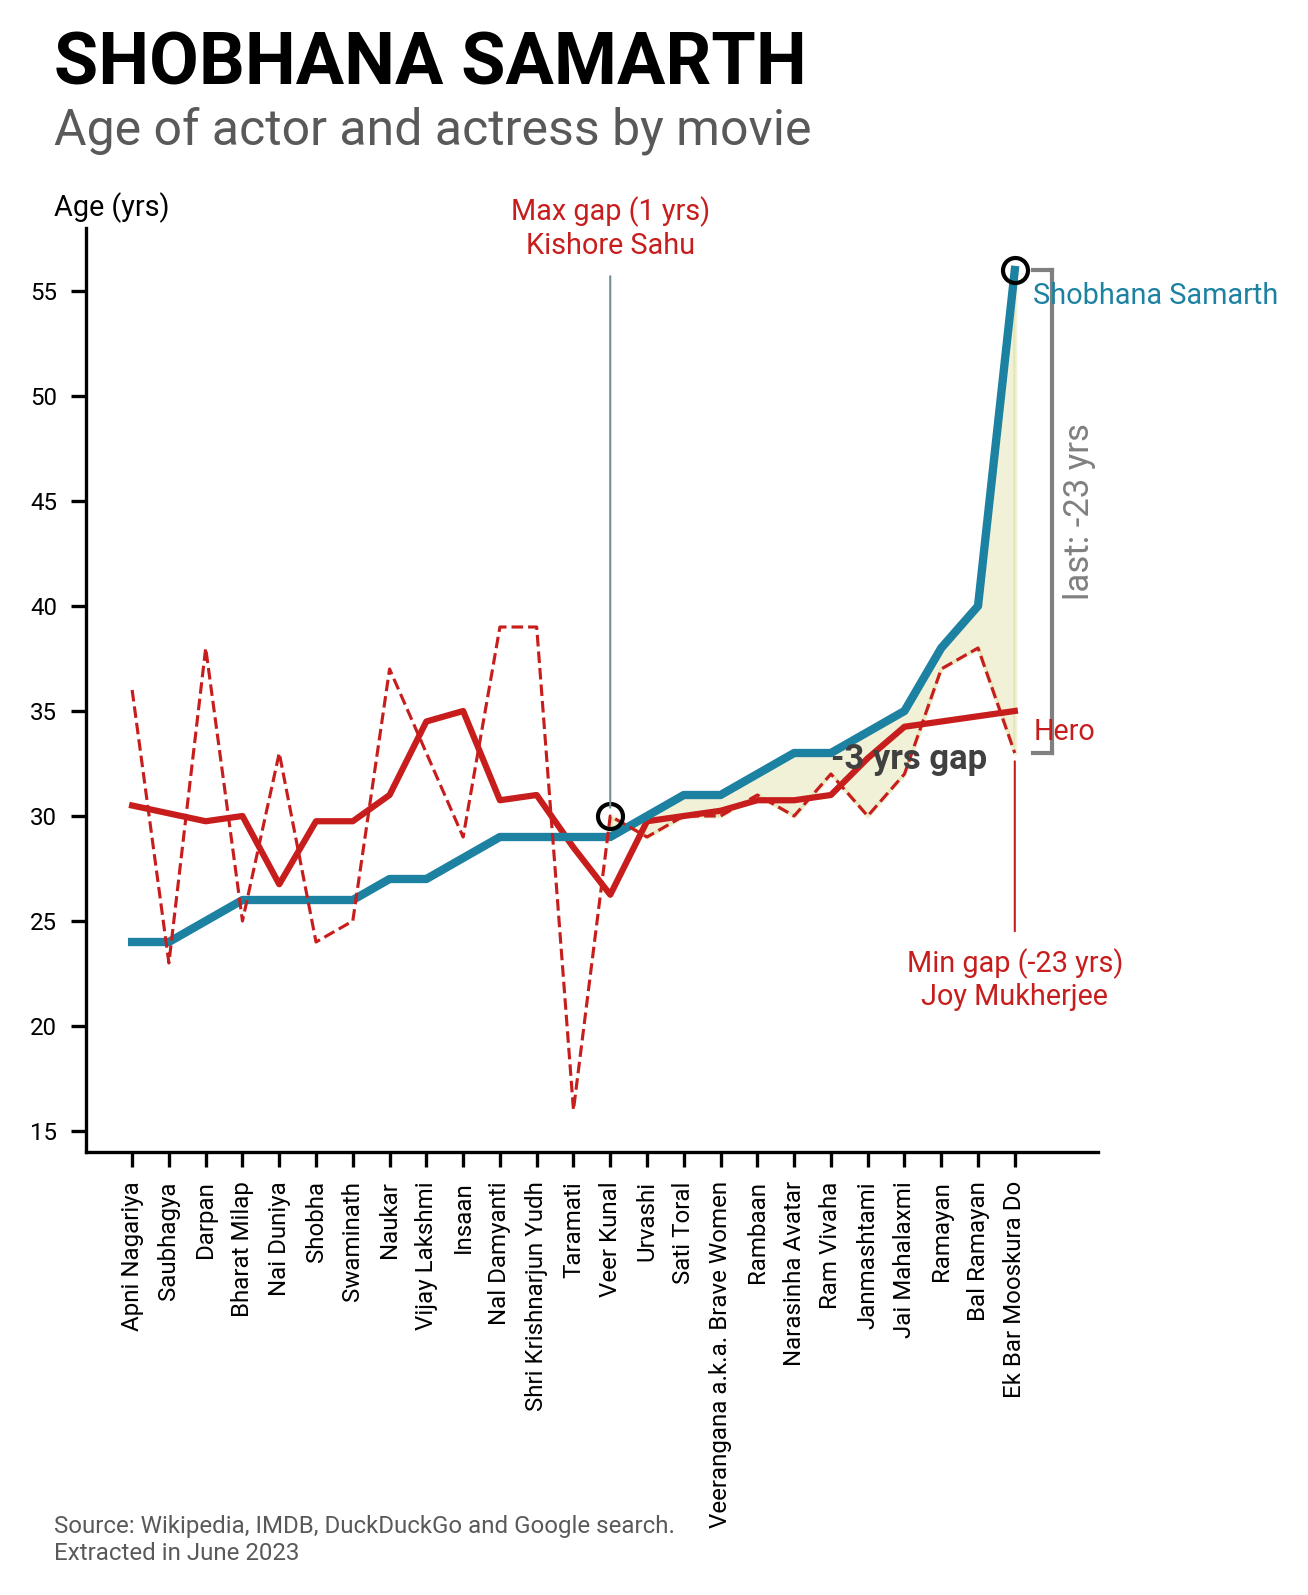 SHOBHANA SAMARTH
Age of actor and actress by movie
Age (yrs)
Max gap (1 yrs)
Kishore Sahu
55
50
45
40
35
30
25
20
15
Shobhana Samarth
last: -23 yrs
Hero
-3 yrs gap
Min gap (-23 yrs)
Joy Mukherjee
Apni Nagariya
Saubhagya
Darpan
Bharat Milap
Nai Duniya
Shobha
Swaminath
Naukar
Vijay Lakshmi
Insaan
Nal Damyanti
Shri Krishnarjun Yudh
Taramati
Veer Kunal
Urvashi
Sati Toral
Veerangana a.k.a. Brave Women
Rambaan
Narasinha Avatar
Ram Vivaha
Janmashtami
Jai Mahalaxmi
Ramayan
Bal Ramayan
Ek Bar Mooskura Do
Source: Wikipedia, IMDB, DuckDuckGo and Google search.
Extracted in June 2023